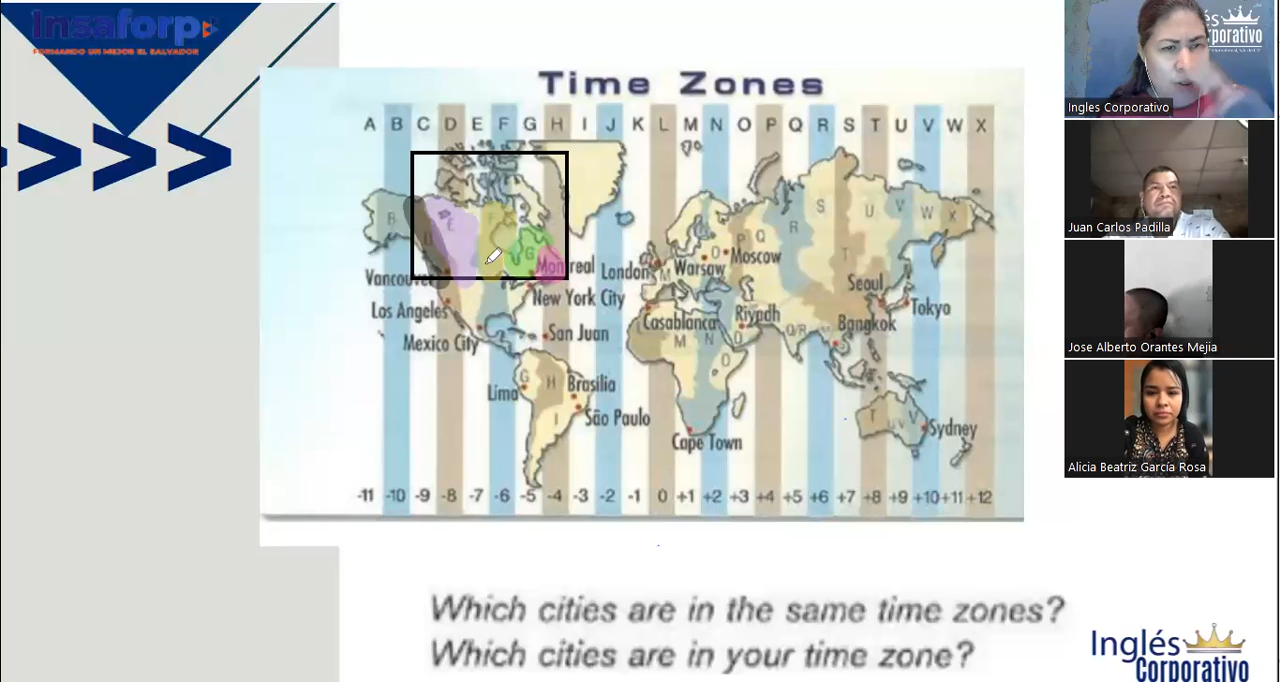 Insaforp
FORMANDO UN MEJOR EL SALVADOR
Time Zones
A B C D E F G H I J K L M N O P Q R S T U V W X
B
D
E
F
G
Vancouver
Montreal
Los Angeles
New York City
Mexico City
San Juan
Lima
G
H
I
Brasilia
São Paulo
London
M
Warsaw
O
Moscow
P
Q
R
S
T
U
V
W
X
Casablanca
M
N
O
Riyadh
O
Q/R
Cape Town
Seoul
Tokyo
Bangkok
T
V
Sydney
-11 -10 -9 -8 -7 -6 -5 -4 -3 -2 -1 0 +1 +2 +3 +4 +5 +6 +7 +8 +9 +10 +11 +12
Which cities are in the same time zones?
Which cities are in your time zone?
Inglés
Corporativo
és
orporativo
Ingles Corporativo
Juan Carlos Padilla
Jose Alberto Orantes Mejia
Alicia Beatriz García Rosa